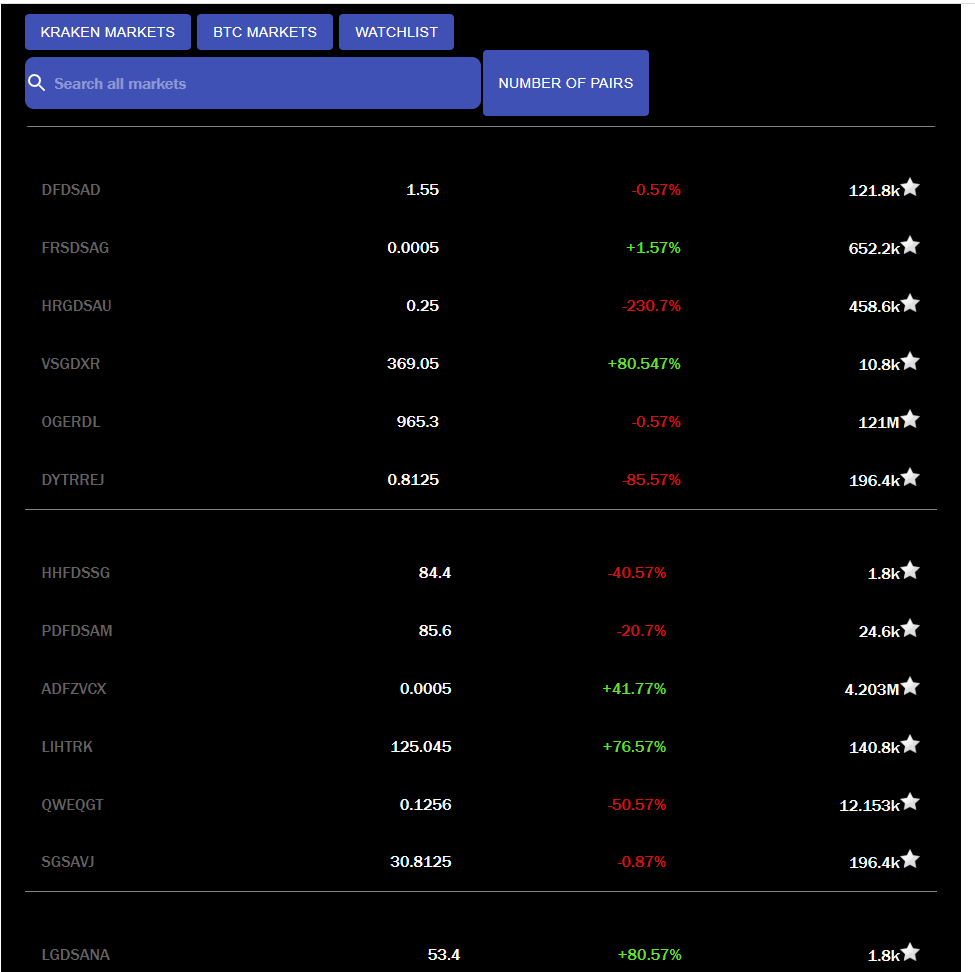 KRAKEN MARKETS BTC MARKETS WATCHLIST
Search all markets NUMBER OF PAIRS
DFDSAD 1.55 -0.57% 121.8k
FRSDSAG 0.0005 +1.57% 652.2k
HRGDSAU 0.25 -230.7% 458.6k
VSGDXR 369.05 +80.547% 10.8k
OGERDL 965.3 -0.57% 121M
DYTRREJ 0.8125 -85.57% 196.4k
HHFDSSG 84.4 -40.57% 1.8k
PDFDSAM 85.6 -20.7% 24.6k
ADFZVCX 0.0005 +41.77% 4.203M
LIHTRK 125.045 +76.57% 140.8k
QWEQGT 0.1256 -50.57% 12.153k
SGSAVJ 30.8125 -0.87% 196.4k
LGDSANA 53.4 +80.57% 1.8k